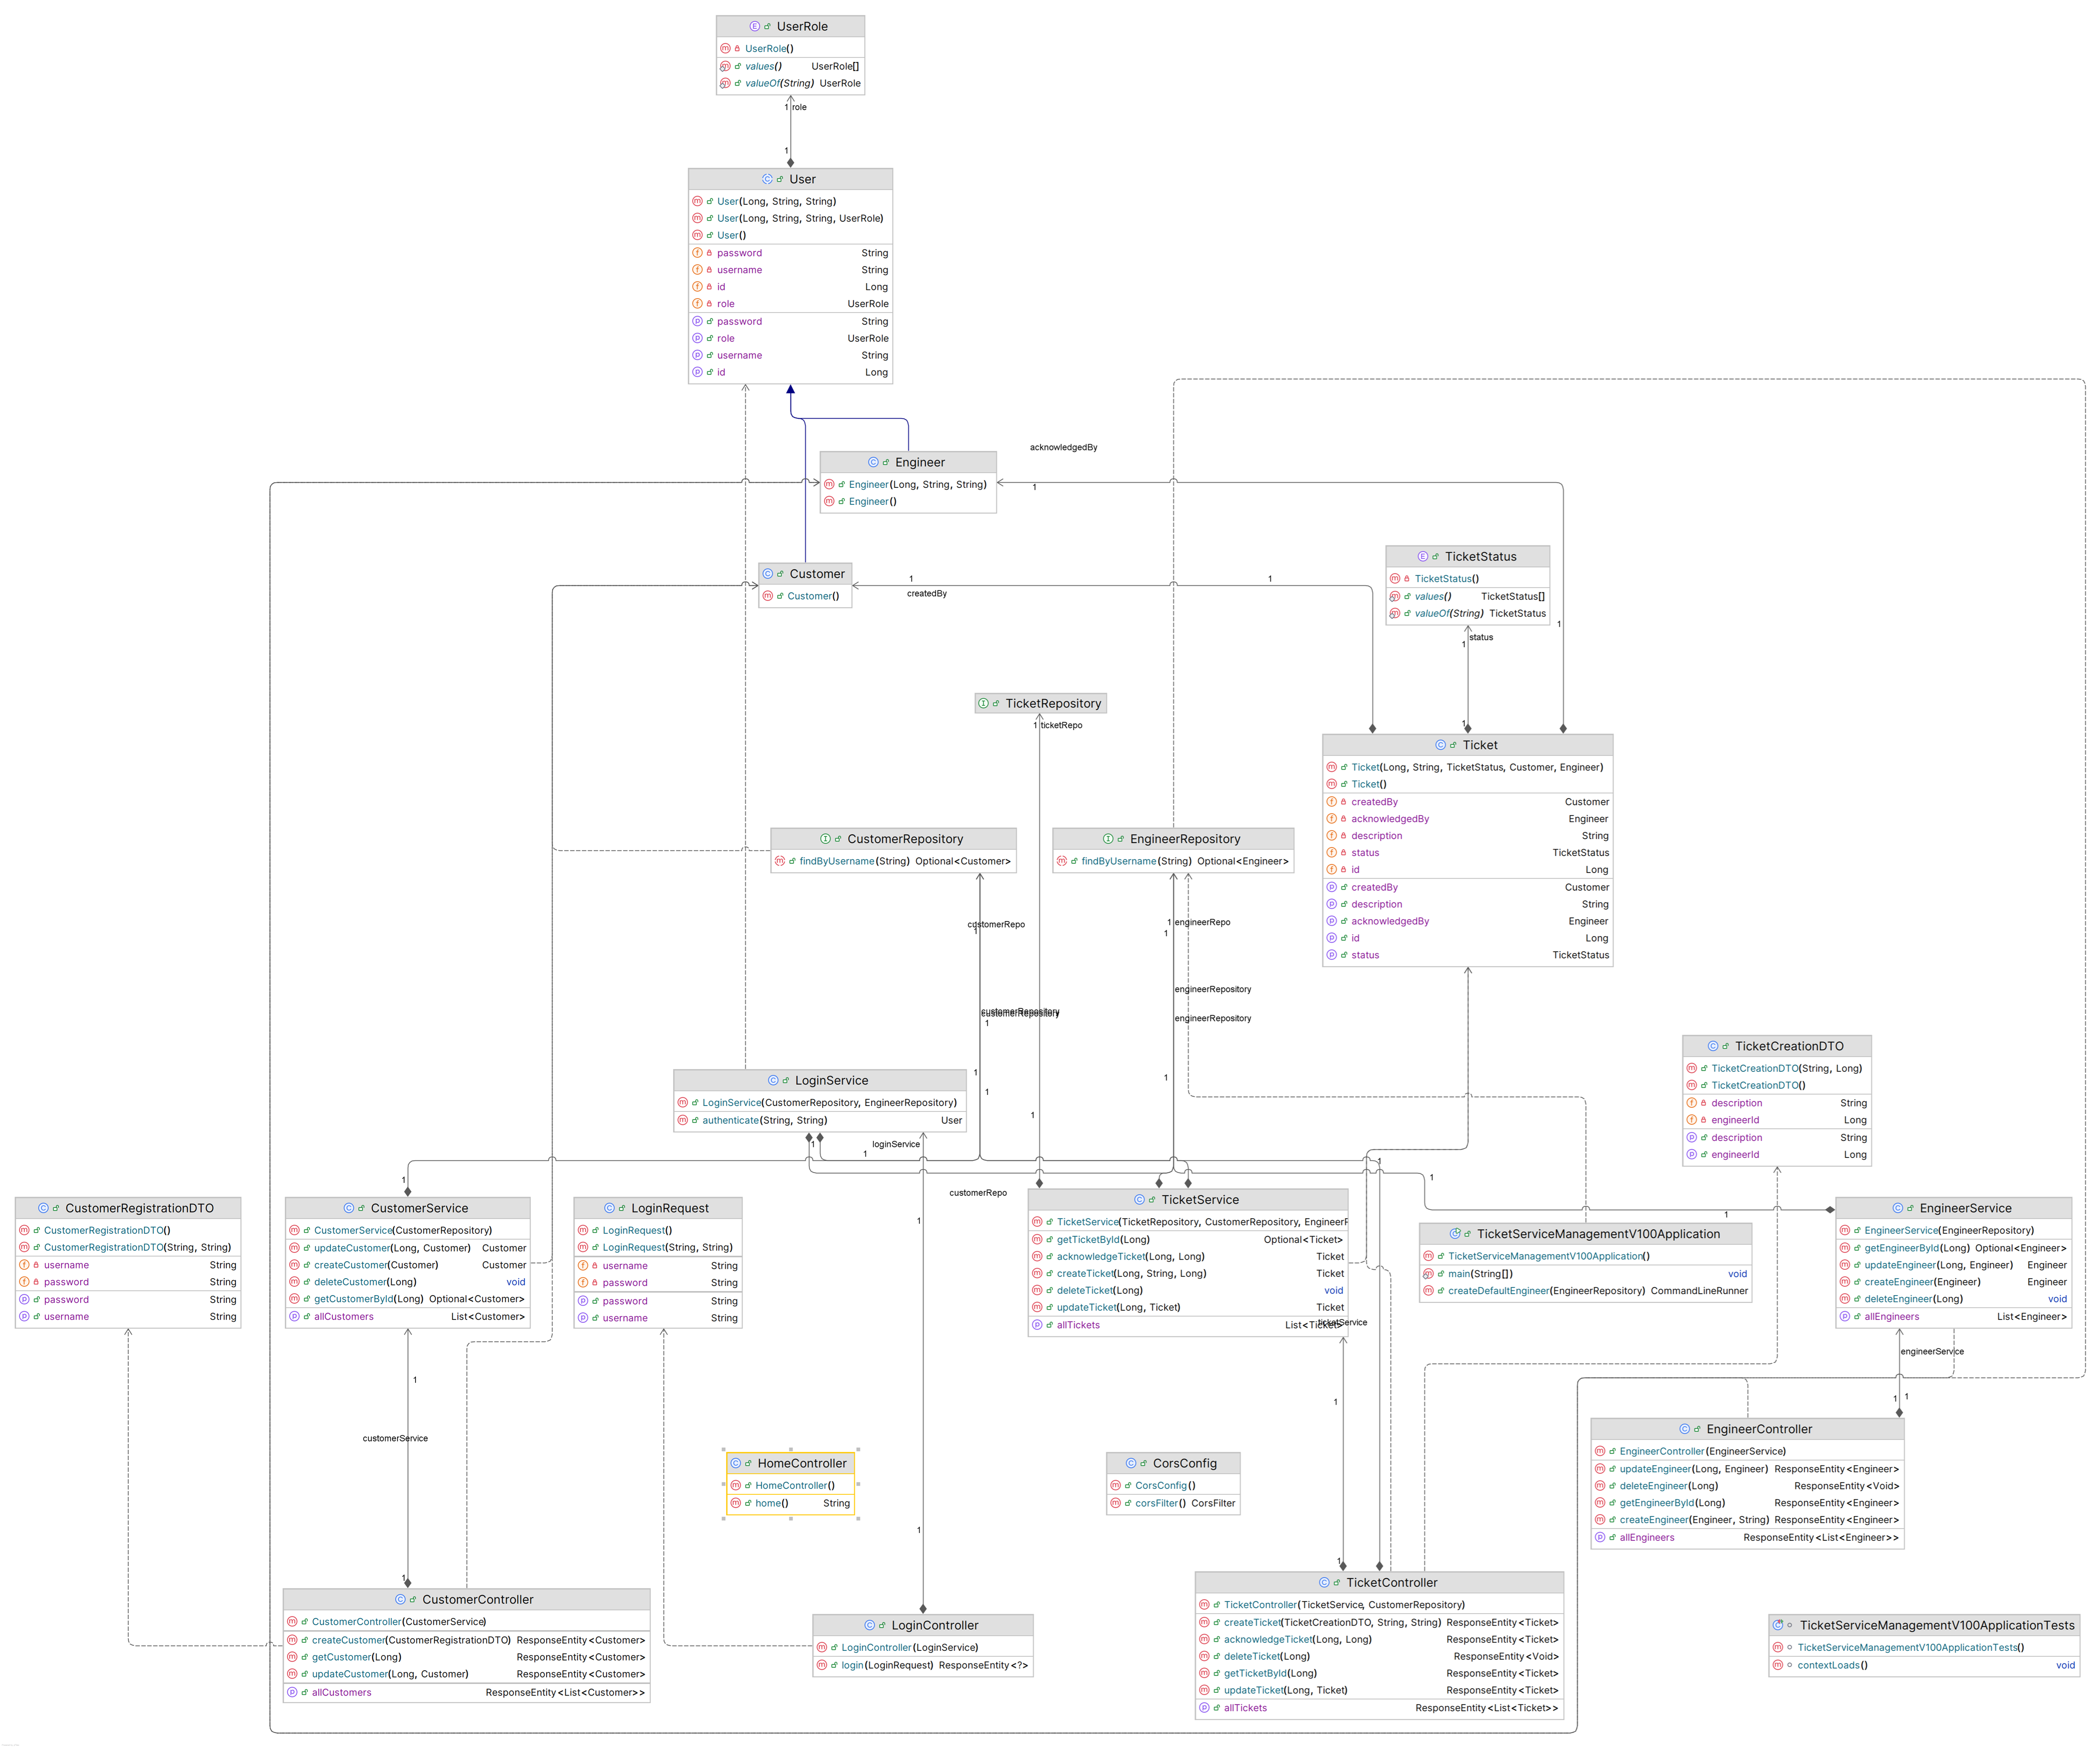 UserRole
UserRole()
values() UserRole[]
valueOf(String) UserRole
1 role
1
User
User(Long, String, String)
User(Long, String, String, UserRole)
User()
password String
username String
id Long
role UserRole
password String
role UserRole
username String
id Long
acknowledgedBy
1
Engineer
Engineer(Long, String, String)
Engineer()
Customer
Customer()
1
createdBy
1
TicketStatus
TicketStatus()
values() TicketStatus[]
valueOf(String) TicketStatus
status
1
1
1
TicketRepository
1 ticketRepo
Ticket
Ticket(Long, String, TicketStatus, Customer, Engineer)
Ticket()
createdBy Customer
acknowledgedBy Engineer
description String
status TicketStatus
id Long
createdBy Customer
description String
acknowledgedBy Engineer
id Long
status TicketStatus
CustomerRepository
findByUsername(String) Optional<Customer>
EngineerRepository
findByUsername(String) Optional<Engineer>
customerRepo
1
1 engineerRepo
1
engineerRepository
customerRepository
customerRepository
1
engineerRepository
1
1
1
1
LoginService
LoginService(CustomerRepository, EngineerRepository)
authenticate(String, String) User
1
loginService
1
TicketCreationDTO
TicketCreationDTO(String, Long)
TicketCreationDTO()
description String
engineerId Long
description String
engineerId Long
CustomerRegistrationDTO
CustomerRegistrationDTO()
CustomerRegistrationDTO(String, String)
username String
password String
password String
username String
1
CustomerService
CustomerService(CustomerRepository)
updateCustomer(Long, Customer) Customer
createCustomer(Customer) Customer
deleteCustomer(Long) void
getCustomerById(Long) Optional<Customer>
allCustomers List<Customer>
LoginRequest
LoginRequest()
LoginRequest(String, String)
username String
password String
password String
username String
customerRepo
1
1
TicketService
TicketService(TicketRepository, CustomerRepository, EngineerF
getTicketById(Long) Optional<Ticket>
acknowledgeTicket(Long, Long) Ticket
createTicket(Long, String, Long) Ticket
deleteTicket(Long) void
updateTicket(Long, Ticket) Ticket
allTickets List<Ticket>
ticketService
1
1
TicketServiceManagementV100Application
TicketServiceManagementV100Application()
main(String[]) void
createDefaultEngineer(EngineerRepository) CommandLineRunner
EngineerService
EngineerService(EngineerRepository)
getEngineerById(Long) Optional<Engineer>
updateEngineer(Long, Engineer) Engineer
createEngineer(Engineer) Engineer
deleteEngineer(Long) void
allEngineers List<Engineer>
engineerService
1
1
1
customerService
1
1
1
HomeController
HomeController()
home() String
CorsConfig
CorsConfig()
corsFilter() CorsFilter
EngineerController
EngineerController(EngineerService)
updateEngineer(Long, Engineer) ResponseEntity<Engineer>
deleteEngineer(Long) ResponseEntity<Void>
getEngineerById(Long) ResponseEntity<Engineer>
createEngineer(Engineer, String) ResponseEntity<Engineer>
allEngineers ResponseEntity<List<Engineer>>
1
CustomerController
CustomerController(CustomerService)
createCustomer(CustomerRegistrationDTO) ResponseEntity<Customer>
getCustomer(Long) ResponseEntity<Customer>
updateCustomer(Long, Customer) ResponseEntity<Customer>
allCustomers ResponseEntity<List<Customer>>
LoginController
LoginController(LoginService)
login(LoginRequest) ResponseEntity<?>
TicketController
TicketController(TicketService, CustomerRepository)
createTicket(TicketCreationDTO, String, String) ResponseEntity<Ticket>
acknowledgeTicket(Long, Long) ResponseEntity<Ticket>
deleteTicket(Long) ResponseEntity<Void>
getTicketById(Long) ResponseEntity<Ticket>
updateTicket(Long, Ticket) ResponseEntity<Ticket>
allTickets ResponseEntity<List<Ticket>>
TicketServiceManagementV100ApplicationTests
TicketServiceManagementV100ApplicationTests()
contextLoads() void